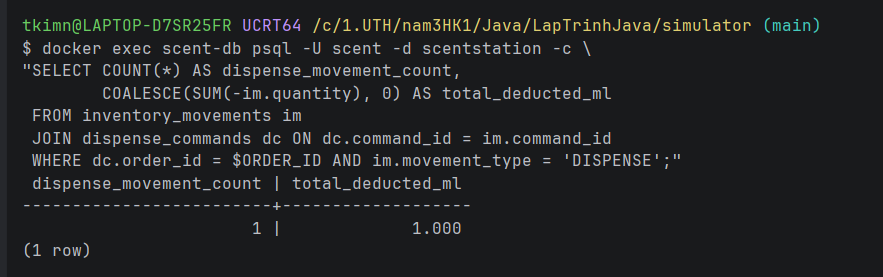 tkimn@LAPTOP-D7SR25FR UCRT64 /c/1.UTH/nam3HK1/Java/LapTrinhJava/simulator (main)
$ docker exec scent-db psql -U scent -d scentstation -c \
"SELECT COUNT(*) AS dispense_movement_count,
        COALESCE(SUM(-im.quantity), 0) AS total_deducted_ml
 FROM inventory_movements im
 JOIN dispense_commands dc ON dc.command_id = im.command_id
 WHERE dc.order_id = $ORDER_ID AND im.movement_type = 'DISPENSE';"
 dispense_movement_count | total_deducted_ml
-------------------------+-------------------
                       1 |             1.000
(1 row)